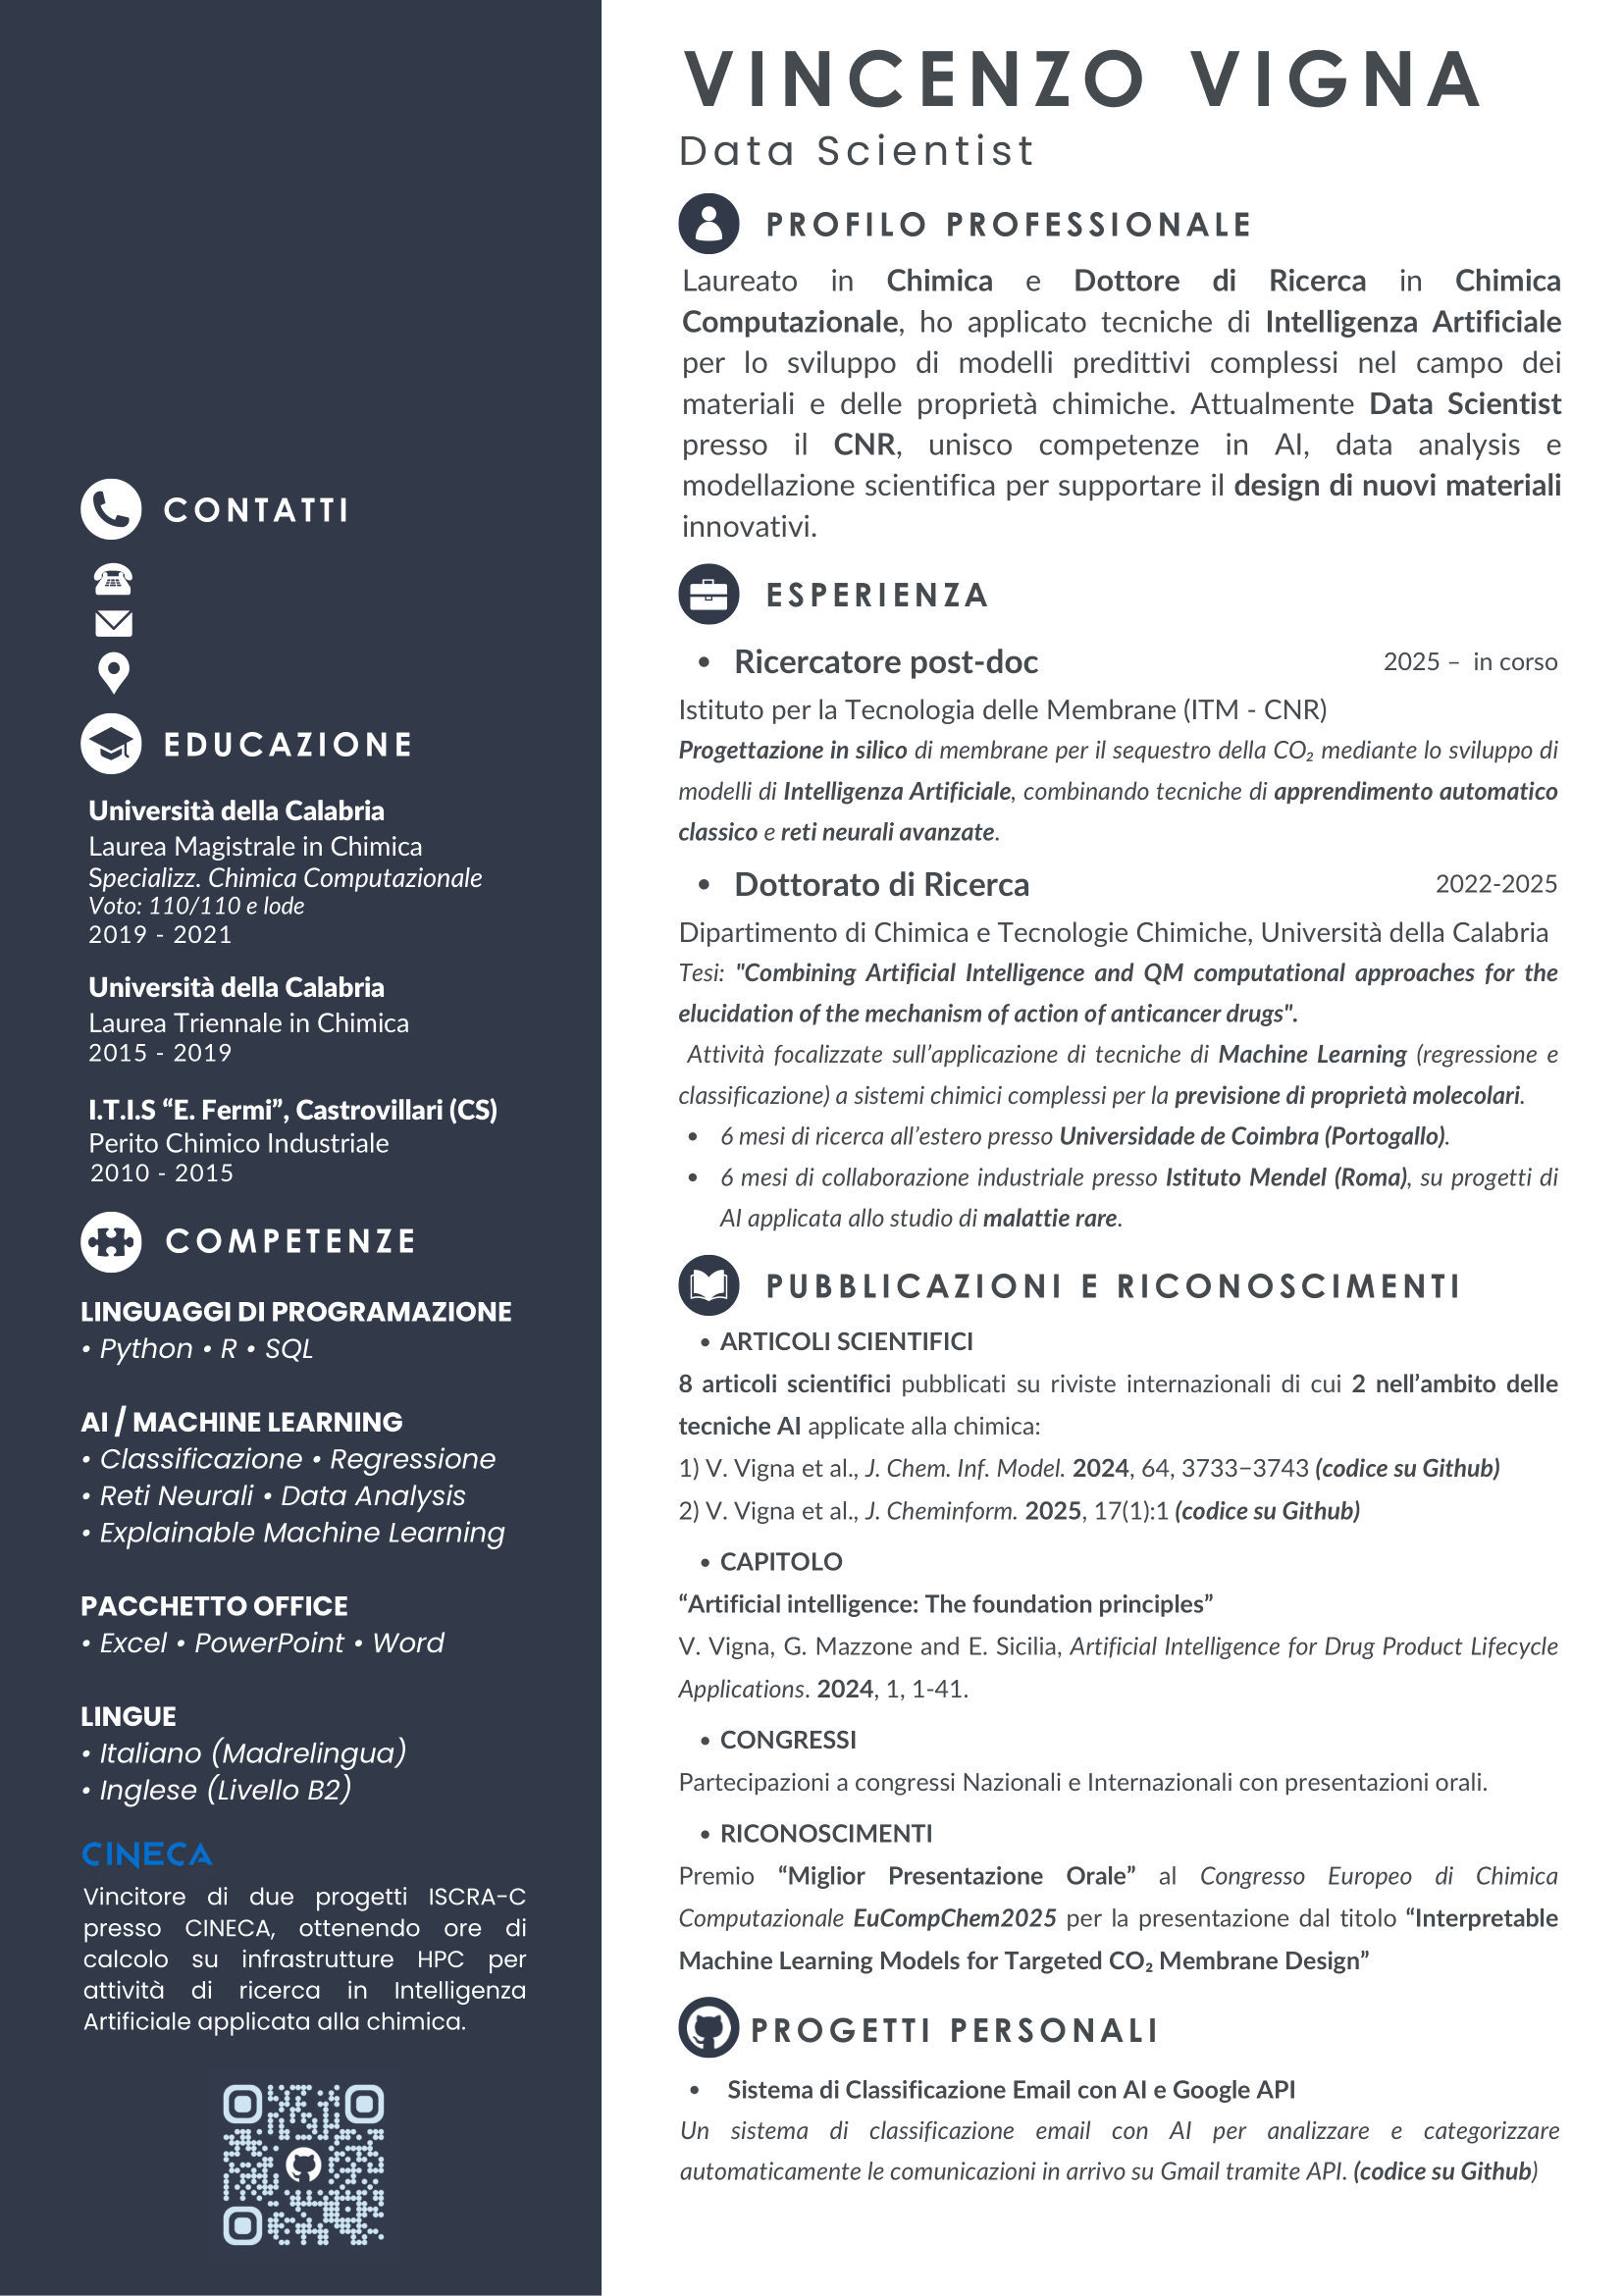 VINCENZO VIGNA
Data Scientist
PROFILO PROFESSIONALE
Laureato in Chimica e Dottore di Ricerca in Chimica
Computazionale, ho applicato tecniche di Intelligenza Artificiale
per lo sviluppo di modelli predittivi complessi nel campo dei
materiali e delle proprietà chimiche. Attualmente Data Scientist
presso il CNR, unisco competenze in AI, data analysis e
modellazione scientifica per supportare il design di nuovi materiali
innovativi.
ESPERIENZA
• Ricercatore post-doc 2025 – in corso
Istituto per la Tecnologia delle Membrane (ITM - CNR)
Progettazione in silico di membrane per il sequestro della CO₂ mediante lo sviluppo di
modelli di Intelligenza Artificiale, combinando tecniche di apprendimento automatico
classico e reti neurali avanzate.
• Dottorato di Ricerca 2022-2025
Dipartimento di Chimica e Tecnologie Chimiche, Università della Calabria
Tesi: "Combining Artificial Intelligence and QM computational approaches for the
elucidation of the mechanism of action of anticancer drugs".
Attività focalizzate sull’applicazione di tecniche di Machine Learning (regressione e
classificazione) a sistemi chimici complessi per la previsione di proprietà molecolari.
• 6 mesi di ricerca all’estero presso Universidade de Coimbra (Portogallo).
• 6 mesi di collaborazione industriale presso Istituto Mendel (Roma), su progetti di
AI applicata allo studio di malattie rare.
PUBBLICAZIONI E RICONOSCIMENTI
• ARTICOLI SCIENTIFICI
8 articoli scientifici pubblicati su riviste internazionali di cui 2 nell’ambito delle
tecniche AI applicate alla chimica:
1) V. Vigna et al., J. Chem. Inf. Model. 2024, 64, 3733−3743 (codice su Github)
2) V. Vigna et al., J. Cheminform. 2025, 17(1):1 (codice su Github)
• CAPITOLO
“Artificial intelligence: The foundation principles”
V. Vigna, G. Mazzone and E. Sicilia, Artificial Intelligence for Drug Product Lifecycle
Applications. 2024, 1, 1-41.
• CONGRESSI
Partecipazioni a congressi Nazionali e Internazionali con presentazioni orali.
• RICONOSCIMENTI
Premio “Miglior Presentazione Orale” al Congresso Europeo di Chimica
Computazionale EuCompChem2025 per la presentazione dal titolo “Interpretable
Machine Learning Models for Targeted CO₂ Membrane Design”
PROGETTI PERSONALI
• Sistema di Classificazione Email con AI e Google API
Un sistema di classificazione email con AI per analizzare e categorizzare
automaticamente le comunicazioni in arrivo su Gmail tramite API. (codice su Github)
CONTATTI
EDUCAZIONE
Università della Calabria
Laurea Magistrale in Chimica
Specializz. Chimica Computazionale
Voto: 110/110 e lode
2019 - 2021
Università della Calabria
Laurea Triennale in Chimica
2015 - 2019
I.T.I.S “E. Fermi”, Castrovillari (CS)
Perito Chimico Industriale
2010 - 2015
COMPETENZE
LINGUAGGI DI PROGRAMAZIONE
• Python • R • SQL
AI / MACHINE LEARNING
• Classificazione • Regressione
• Reti Neurali • Data Analysis
• Explainable Machine Learning
PACCHETTO OFFICE
• Excel • PowerPoint • Word
LINGUE
• Italiano (Madrelingua)
• Inglese (Livello B2)
CINECA
Vincitore di due progetti ISCRA-C
presso CINECA, ottenendo ore di
calcolo su infrastrutture HPC per
attività di ricerca in Intelligenza
Artificiale applicata alla chimica.